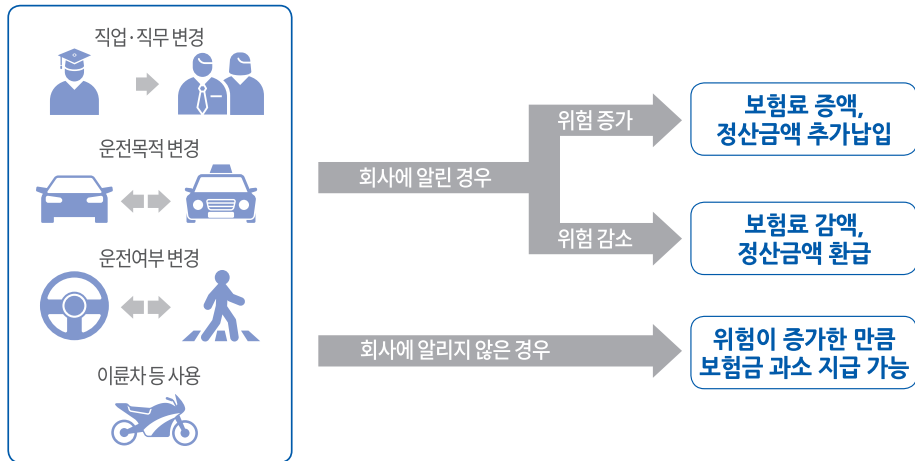 직업·직무 변경
운전목적 변경
운전여부 변경
이륜차 등 사용
회사에 알린 경우
위험 증가
보험료 증액,
정산금액 추가납입
위험 감소
보험료 감액,
정산금액 환급
회사에 알리지 않은 경우
위험이 증가한 만큼
보험금 과소 지급 가능